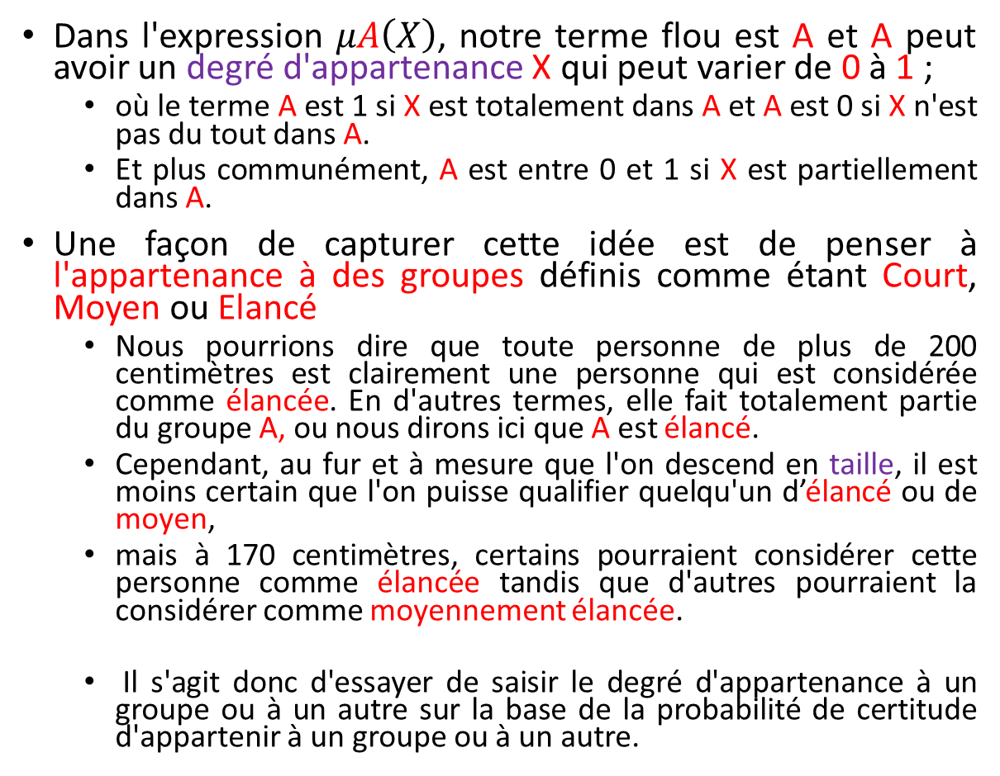 • Dans l'expression 𝜇𝐴(𝑋), notre terme flou est A et A peut
avoir un degré d'appartenance X qui peut varier de 0 à 1 ;
• où le terme A est 1 si X est totalement dans A et A est 0 si X n'est
pas du tout dans A.
• Et plus communément, A est entre 0 et 1 si X est partiellement
dans A.
• Une façon de capturer cette idée est de penser à
l'appartenance à des groupes définis comme étant Court,
Moyen ou Elancé
• Nous pourrions dire que toute personne de plus de 200
centimètres est clairement une personne qui est considérée
comme élancée. En d'autres termes, elle fait totalement partie
du groupe A, ou nous dirons ici que A est élancé.
• Cependant, au fur et à mesure que l'on descend en taille, il est
moins certain que l'on puisse qualifier quelqu'un d’élancé ou de
moyen,
• mais à 170 centimètres, certains pourraient considérer cette
personne comme élancée tandis que d'autres pourraient la
considérer comme moyennement élancée.
• Il s'agit donc d'essayer de saisir le degré d'appartenance à un
groupe ou à un autre sur la base de la probabilité de certitude
d'appartenir à un groupe ou à un autre.